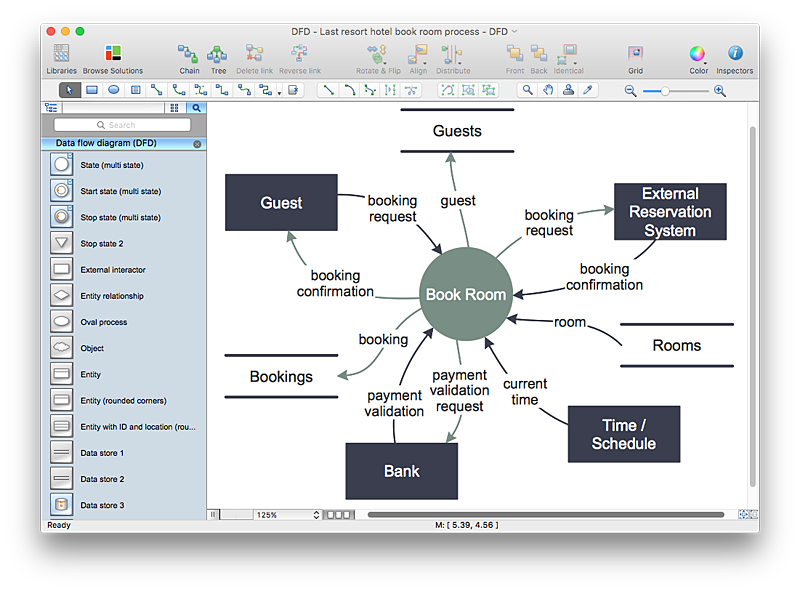 DFD - Last resort hotel book room process - DFD
Libraries Browse Solutions Chain Tree Delete link Reverse link Rotate & Flip Align Distribute Front Back Identical Grid Color Inspectors
Search
Data flow diagram (DFD)
State (multi state)
Start state (multi state)
Stop state (multi state)
Stop state 2
External interactor
Entity relationship
Oval process
Object
Entity
Entity (rounded corners)
Entity with ID and location (rou...
Data store 1
Data store 2
Data store 3
Guests
Guest
booking
request
guest
booking
request
External
Reservation
System
booking
confirmation
Book Room
booking
confirmation
room
Rooms
booking
Bookings
payment
validation
payment
validation
request
current
time
Time /
Schedule
Bank
125%
Ready
M: [ 5.39, 4.56 ]